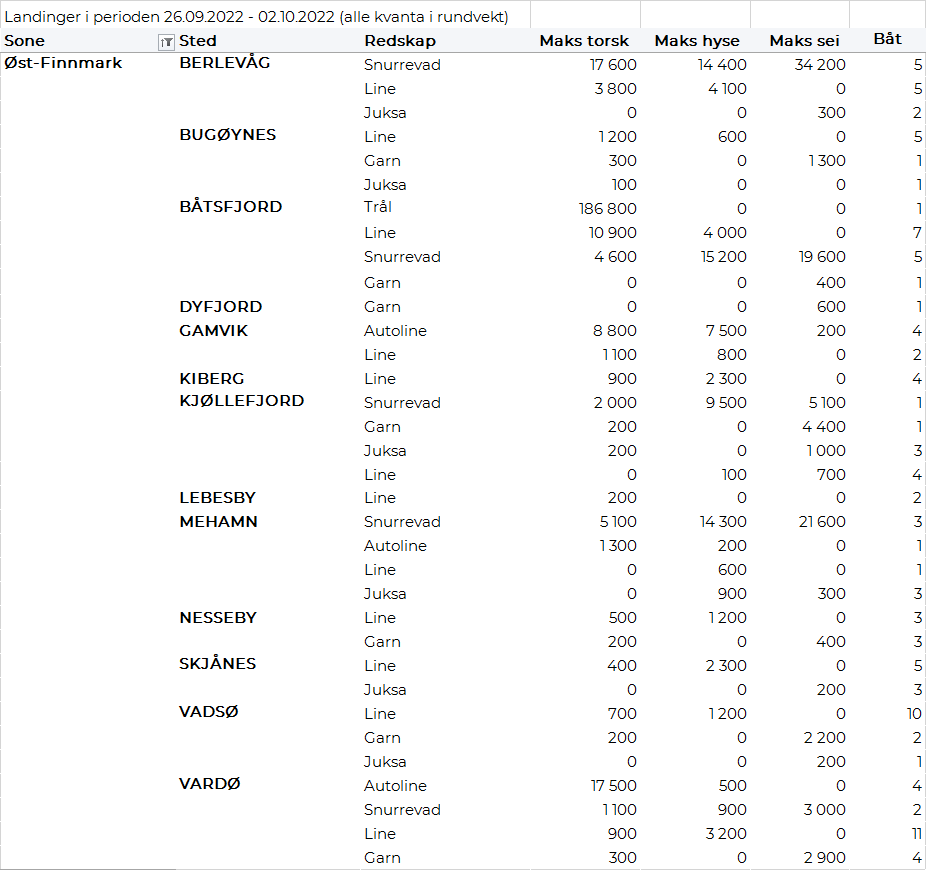 Landinger i perioden 26.09.2022 - 02.10.2022 (alle kvanta i rundvekt)
Sone Sted Redskap Maks torsk Maks hyse Maks sei Båt
Øst-Finnmark BERLEVÅG Snurrevad 17 600 14 400 34 200 5
Line 3 800 4 100 0 5
Juksa 0 0 300 2
BUGØYNES Line 1 200 600 0 5
Garn 300 0 1 300 1
Juksa 100 0 0 1
BÅTSFJORD Trål 186 800 0 0 1
Line 10 900 4 000 0 7
Snurrevad 4 600 15 200 19 600 5
Garn 0 0 400 1
DYFJORD Garn 0 0 600 1
GAMVIK Autoline 8 800 7 500 200 4
Line 1 100 800 0 2
KIBERG Line 900 2 300 0 4
KJØLLEFJORD Snurrevad 2 000 9 500 5 100 1
Garn 200 0 4 400 1
Juksa 200 0 1 000 3
Line 0 100 700 4
LEBESBY Line 200 0 0 2
MEHAMN Snurrevad 5 100 14 300 21 600 3
Autoline 1 300 200 0 1
Line 0 600 0 1
Juksa 0 900 300 3
NESSEBY Line 500 1 200 0 3
Garn 200 0 400 3
SKJÅNES Line 400 2 300 0 5
Juksa 0 0 200 3
VADSØ Line 700 1 200 0 10
Garn 200 0 2 200 2
Juksa 0 0 200 1
VARDØ Autoline 17 500 500 0 4
Snurrevad 1 100 900 3 000 2
Line 900 3 200 0 11
Garn 300 0 2 900 4